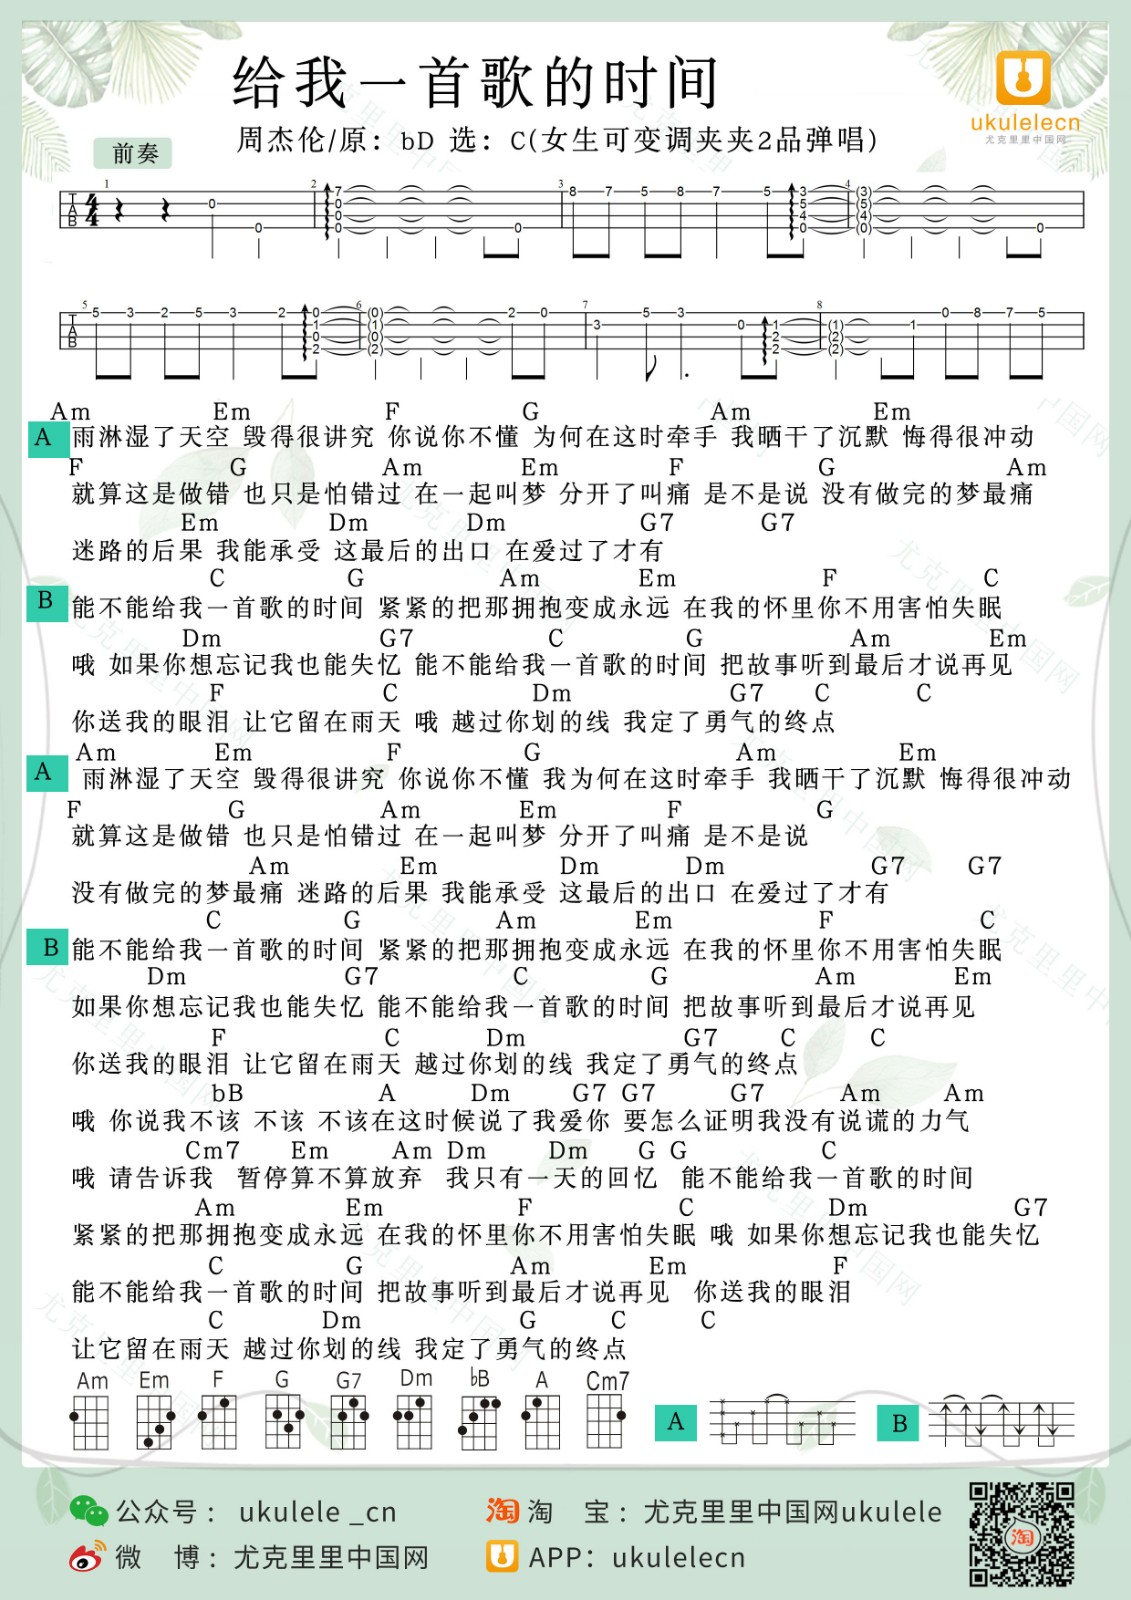 给我一首歌的时间
周杰伦/原：bD 选：C(女生可变调夹夹2品弹唱)
ukulelecn
尤克里里中国网
前奏
1 2 3 4
T A B 4 4 0 0 7 0 0 0 0 8 7 5 8 7 5 3 5 4 0 (3) (5) (4) (0) 0
5 6 7 8
T A B 5 3 2 5 3 2 0 1 0 2 (0) (1) (0) (2) 2 0 3 5 3 0 1 2 2 (1) (2) (2) 1 0 8 7 5
Am Em F G Am Em
A 雨淋湿了天空 毁得很讲究 你说你不懂 为何在这时牵手 我晒干了沉默 悔得很冲动
F G Am Em F G Am
就算这是做错 也只是怕错过 在一起叫梦 分开了叫痛 是不是说 没有做完的梦最痛
Em Dm Dm G7 G7
迷路的后果 我能承受 这最后的出口 在爱过了才有
C G Am Em F C
B 能不能给我一首歌的时间 紧紧的把那拥抱变成永远 在我的怀里你不用害怕失眠
Dm G7 C G Am Em
哦 如果你想忘记我也能失忆 能不能给我一首歌的时间 把故事听到最后才说再见
F C Dm G7 C C
你送我的眼泪 让它留在雨天 哦 越过你划的线 我定了勇气的终点
Am Em F G Am Em
A 雨淋湿了天空 毁得很讲究 你说你不懂 我为何在这时牵手 我晒干了沉默 悔得很冲动
F G Am Em F G
就算这是做错 也只是怕错过 在一起叫梦 分开了叫痛 是不是说
Am Em Dm Dm G7 G7
没有做完的梦最痛 迷路的后果 我能承受 这最后的出口 在爱过了才有
C G Am Em F C
B 能不能给我一首歌的时间 紧紧的把那拥抱变成永远 在我的怀里你不用害怕失眠
Dm G7 C G Am Em
如果你想忘记我也能失忆 能不能给我一首歌的时间 把故事听到最后才说再见
F C Dm G7 C C
你送我的眼泪 让它留在雨天 越过你划的线 我定了勇气的终点
bB A Dm G7 G7 G7 Am Am
哦 你说我不该 不该 不该在这时候说了我爱你 要怎么证明我没有说谎的力气
Cm7 Em Am Dm Dm G G C
哦 请告诉我 暂停算不算放弃 我只有一天的回忆 能不能给我一首歌的时间
Am Em F C Dm G7
紧紧的把那拥抱变成永远 在我的怀里你不用害怕失眠 哦 如果你想忘记我也能失忆
C G Am Em F
能不能给我一首歌的时间 把故事听到最后才说再见 你送我的眼泪
C Dm G C C
让它留在雨天 越过你划的线 我定了勇气的终点
Am Em F G G7 Dm bB A Cm7
A B
公众号： ukulele _cn
淘 淘 宝：尤克里里中国网ukulele
微 博：尤克里里中国网
APP：ukulelecn
淘